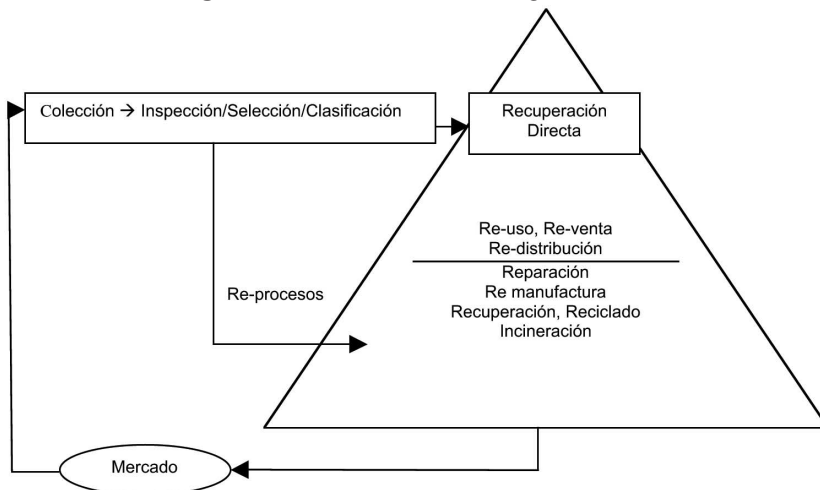 Colección → Inspección/Selección/Clasificación
Recuperación
Directa
Re-uso, Re-venta
Re-distribución
Reparación
Re manufactura
Recuperación, Reciclado
Incineración
Re-procesos
Mercado